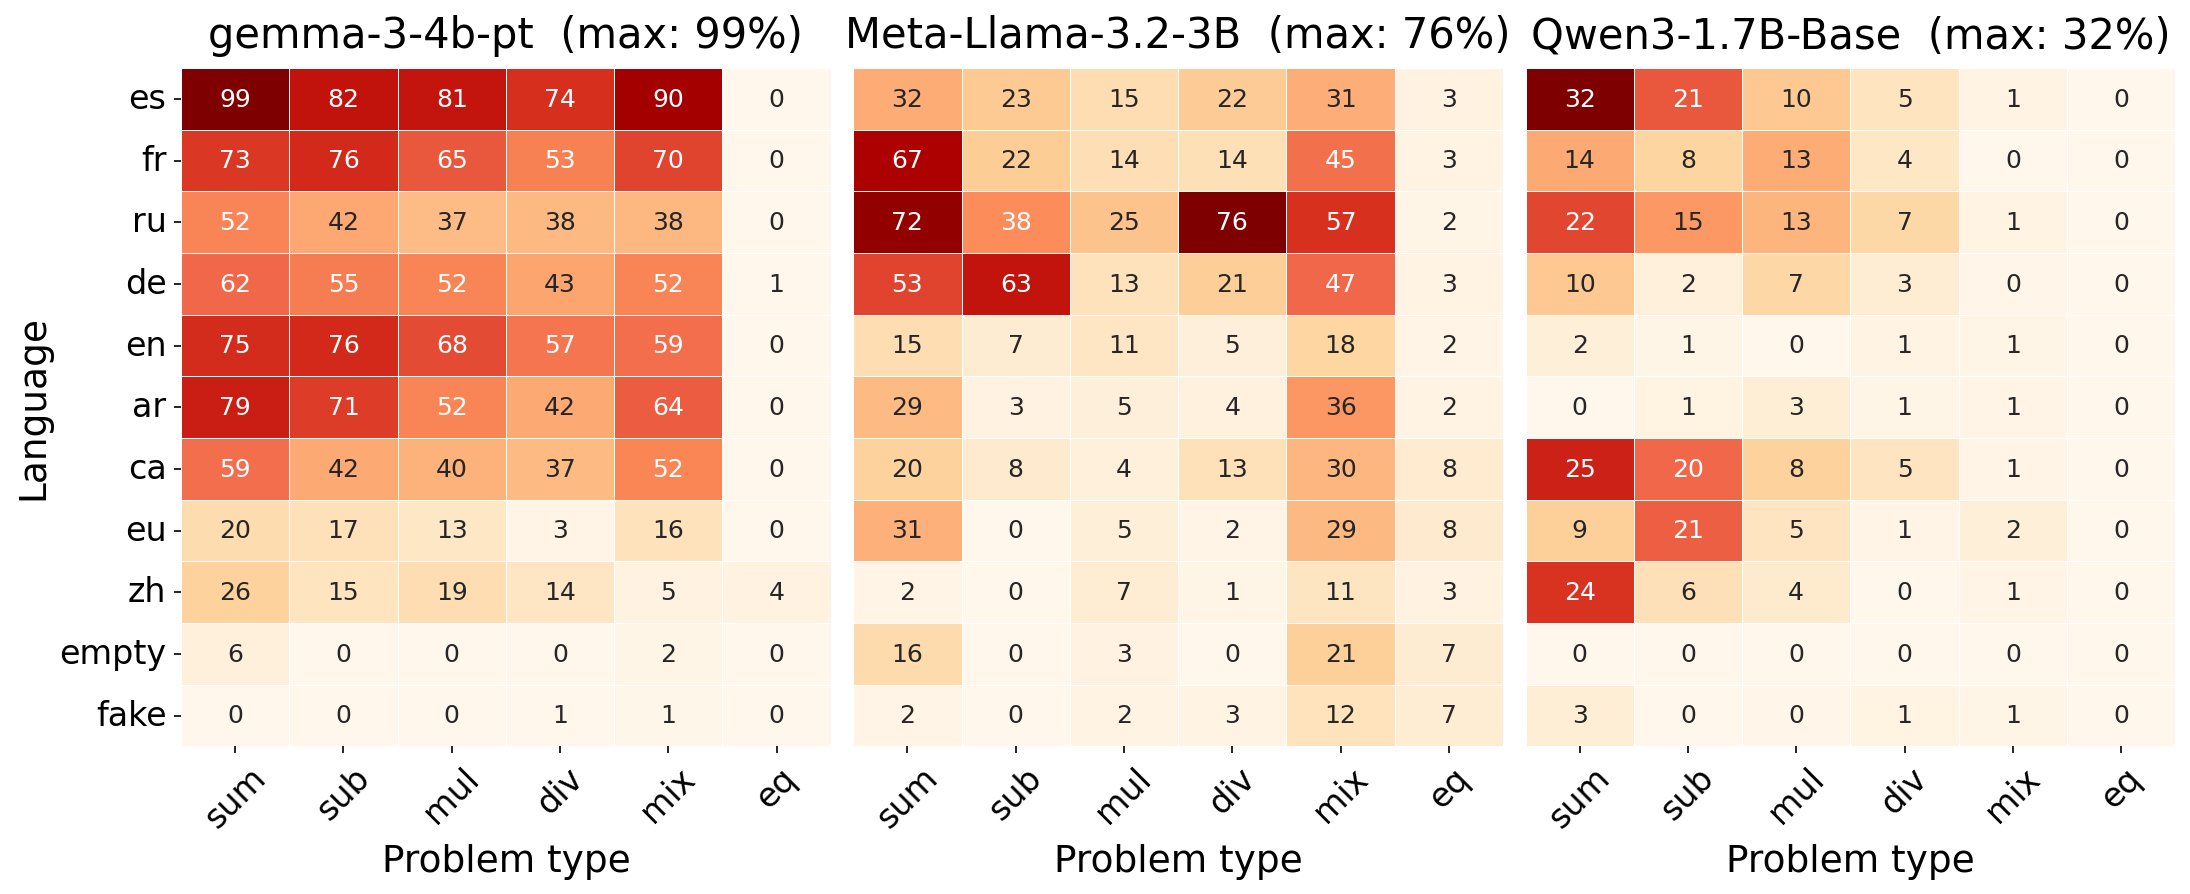 gemma-3-4b-pt (max: 99%) Meta-Llama-3.2-3B (max: 76%) Qwen3-1.7B-Base (max: 32%)
Language
es 99 82 81 74 90 0 32 23 15 22 31 3 32 21 10 5 1 0
fr 73 76 65 53 70 0 67 22 14 14 45 3 14 8 13 4 0 0
ru 52 42 37 38 38 0 72 38 25 76 57 2 22 15 13 7 1 0
de 62 55 52 43 52 1 53 63 13 21 47 3 10 2 7 3 0 0
en 75 76 68 57 59 0 15 7 11 5 18 2 2 1 0 1 1 0
ar 79 71 52 42 64 0 29 3 5 4 36 2 0 1 3 1 1 0
ca 59 42 40 37 52 0 20 8 4 13 30 8 25 20 8 5 1 0
eu 20 17 13 3 16 0 31 0 5 2 29 8 9 21 5 1 2 0
zh 26 15 19 14 5 4 2 0 7 1 11 3 24 6 4 0 1 0
empty 6 0 0 0 2 0 16 0 3 0 21 7 0 0 0 0 0 0
fake 0 0 0 1 1 0 2 0 2 3 12 7 3 0 0 1 1 0
sum sub mul div mix eq sum sub mul div mix eq sum sub mul div mix eq
Problem type Problem type Problem type